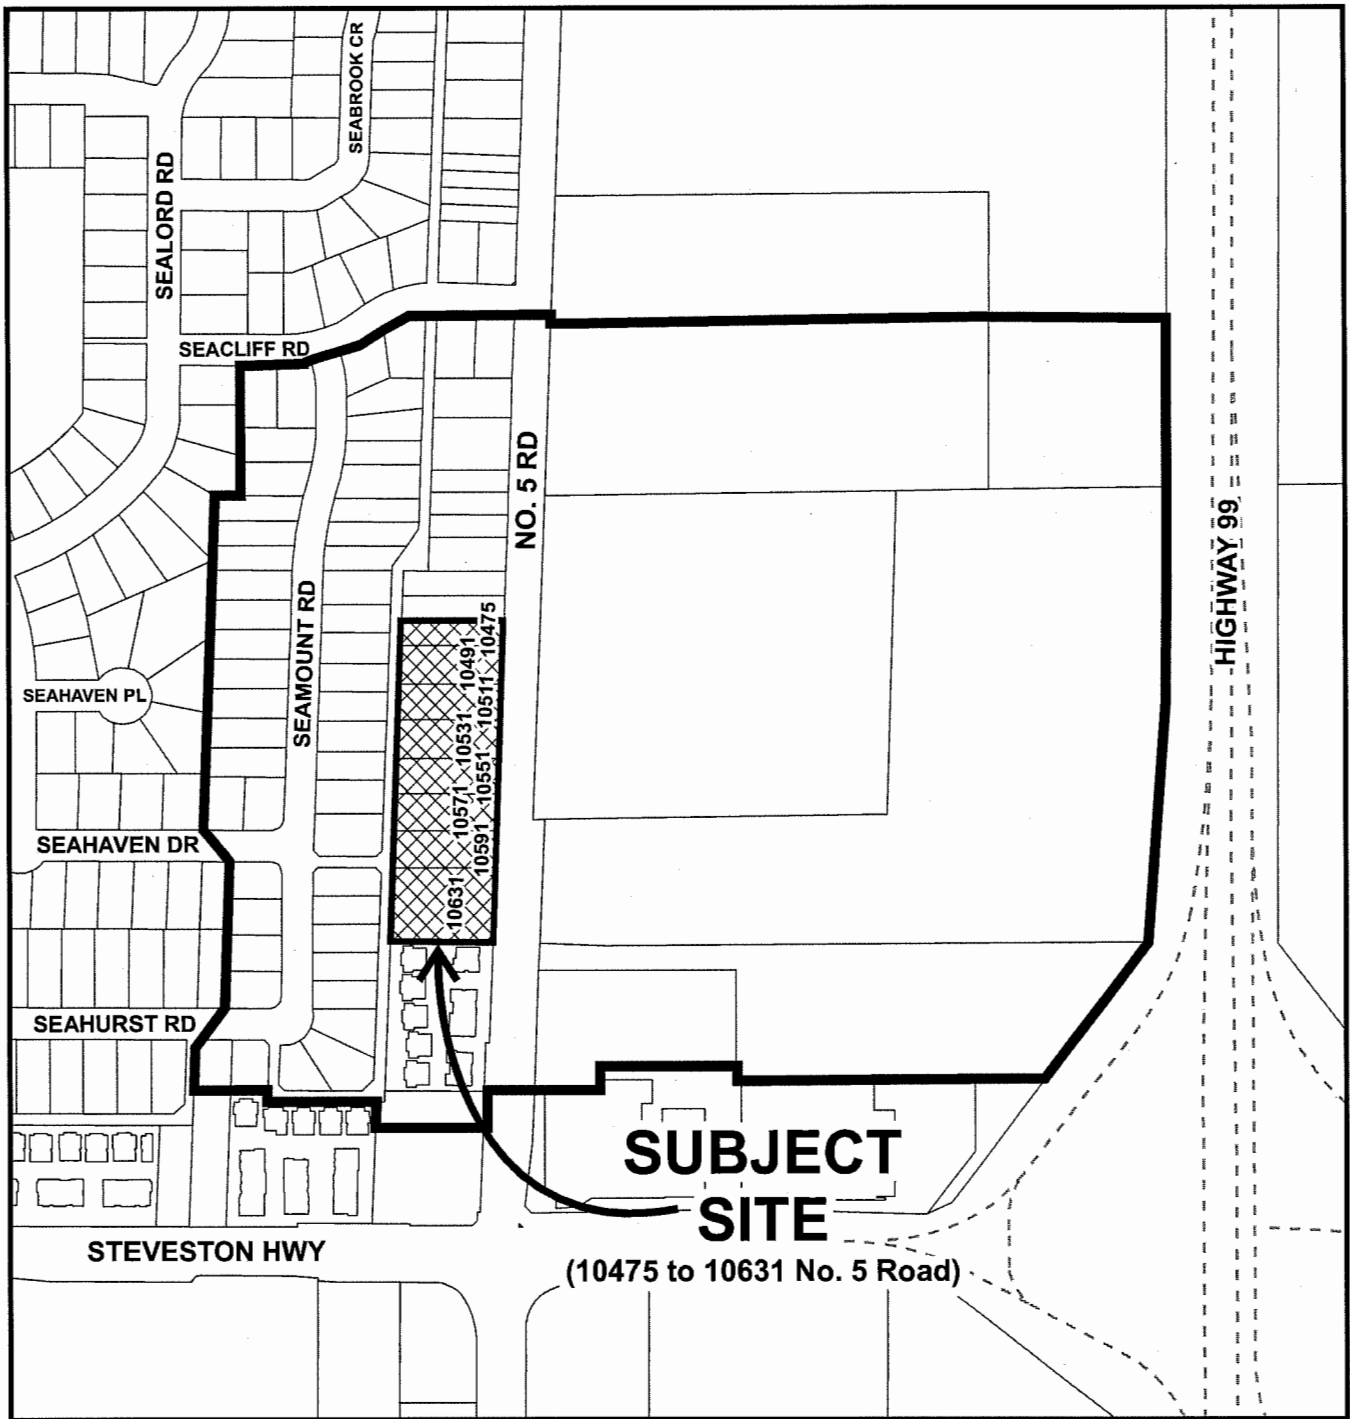 SEABROOK CR
SEALORD RD
SEACLIFF RD
NO. 5 RD
HIGHWAY 99
SEAMOUNT RD
10475
10491
10511
SEAHAVEN PL
10531
10551
10571
10591
SEAHAVEN DR
10631
SEAHURST RD
SUBJECT
SITE
STEVESTON HWY
(10475 to 10631 No. 5 Road)